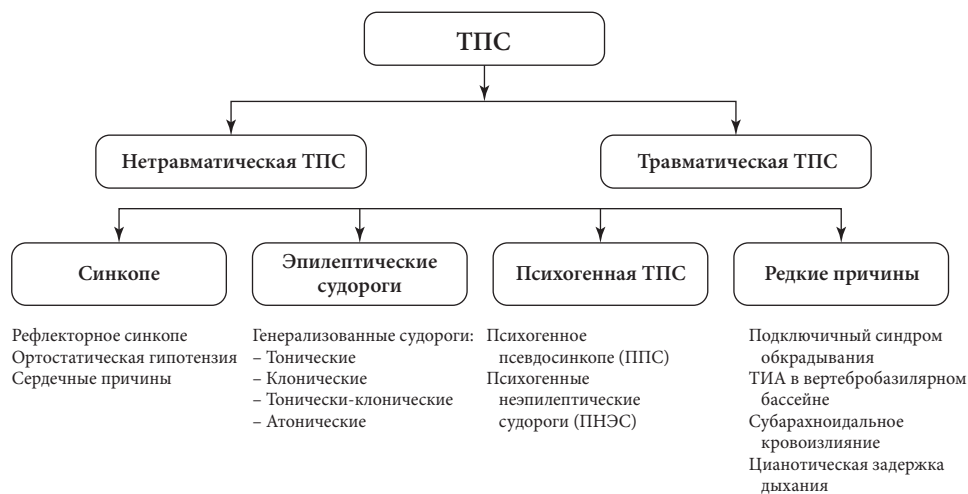 ТПС
Нетравматическая ТПС
Травматическая ТПС
Синкопе
Эпилептические
судороги
Психогенная ТПС
Редкие причины
Рефлекторное синкопе
Ортостатическая гипотензия
Сердечные причины
Генерализованные судороги:
– Тонические
– Клонические
– Тонически-клонические
– Атонические
Психогенное
псевдосинкопе (ППС)
Психогенные
неэпилептические
судороги (ПНЭС)
Подключичный синдром
обкрадывания
ТИА в вертебробазилярном
бассейне
Субарахноидальное
кровоизлияние
Цианотическая задержка
дыхания